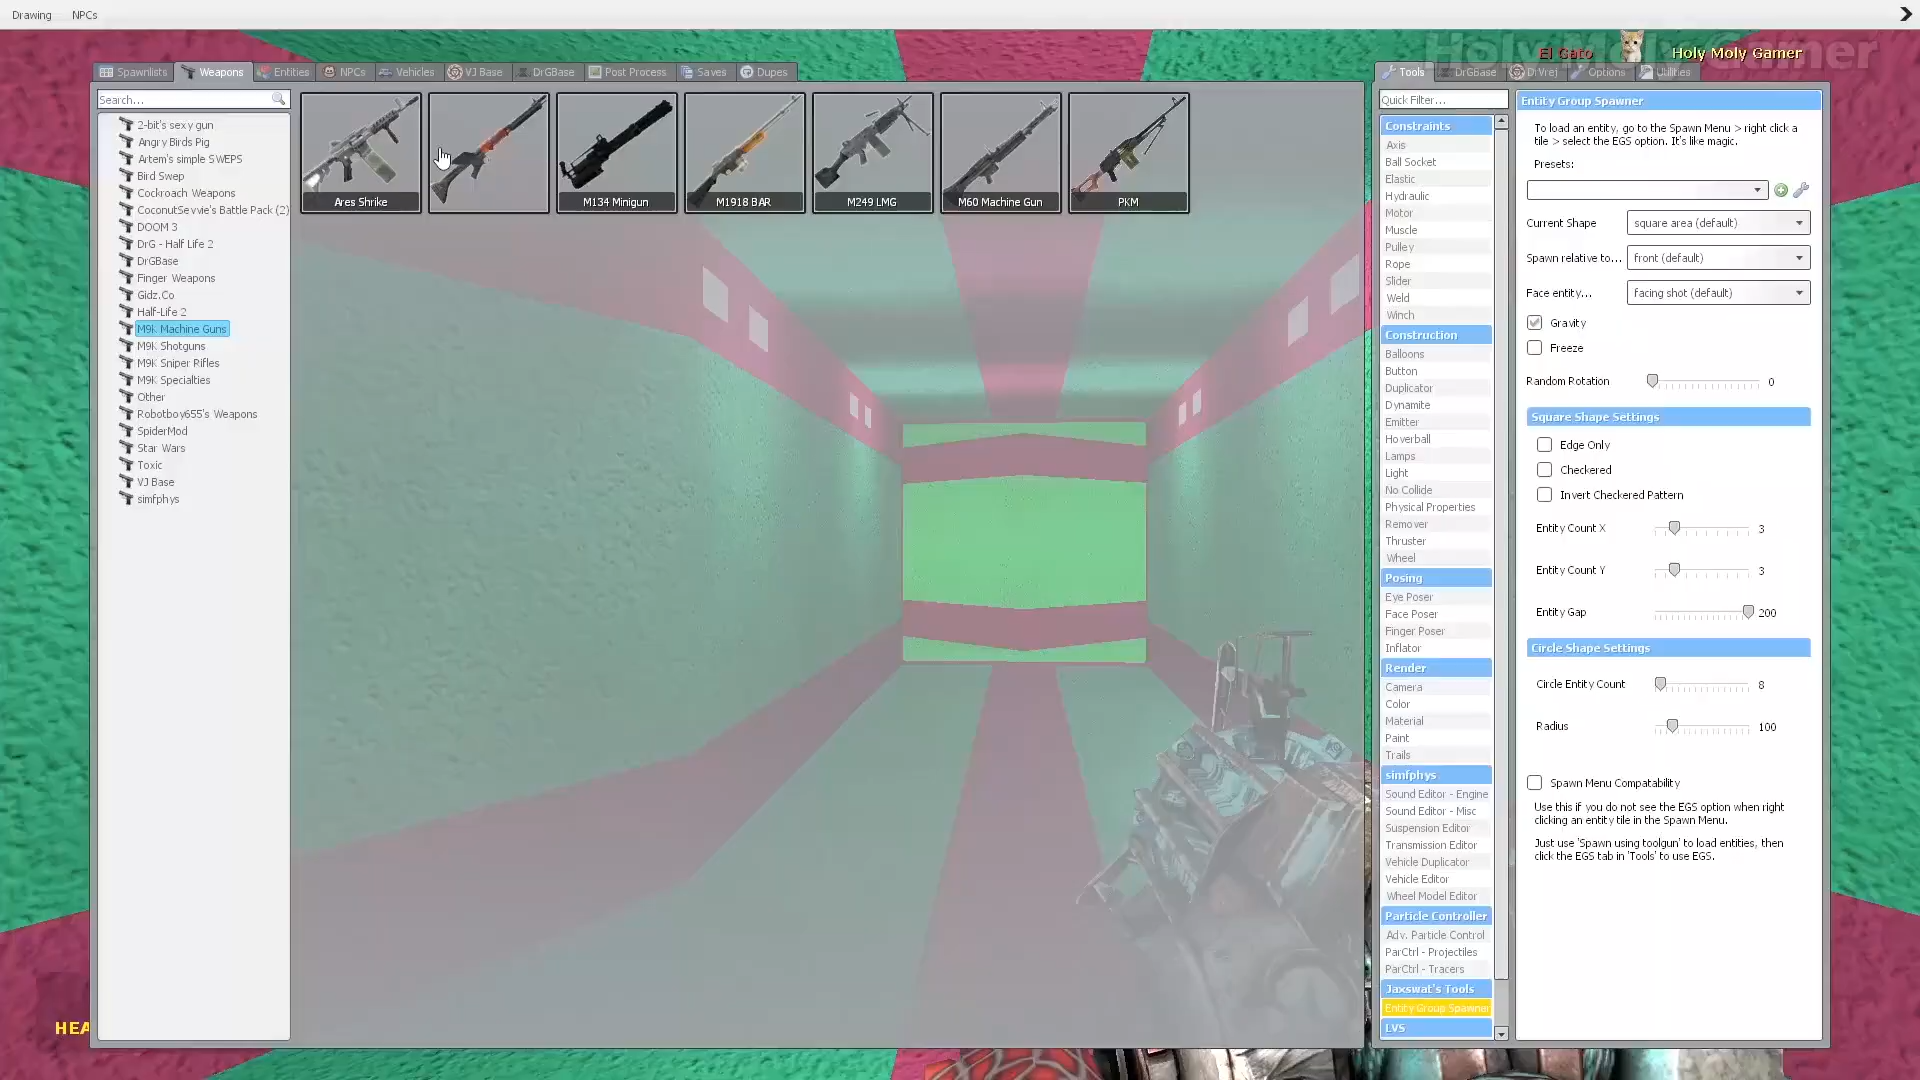 Drawing NPCs
El Gato Holy Moly Gamer
Holy Moly Gamer
Spawnlists Weapons Entities NPCs Vehicles VJ Base DrGBase Post Process Saves Dupes
Search...
2-bit's sexy gun
Angry Birds Pig
Artem's simple SWEPS
Bird Swep
Cockroach Weapons
CoconutSevvie's Battle Pack (2)
DOOM 3
DrG - Half Life 2
DrGBase
Finger Weapons
Gidz.Co
Half-Life 2
M9K Machine Guns
M9K Shotguns
M9K Sniper Rifles
M9K Specialties
Other
Robotboy655's Weapons
SpiderMod
Star Wars
Toxic
VJ Base
simfphys
Ares Shrike
M134 Minigun
M1918 BAR
M249 LMG
M60 Machine Gun
PKM
Tools DrGBase DrVrej Options Utilities
Quick Filter...
Constraints
Axis
Ball Socket
Elastic
Hydraulic
Motor
Muscle
Pulley
Rope
Slider
Weld
Winch
Construction
Balloons
Button
Duplicator
Dynamite
Emitter
Hoverball
Lamps
Light
No Collide
Physical Properties
Remover
Thruster
Wheel
Posing
Eye Poser
Face Poser
Finger Poser
Inflator
Render
Camera
Color
Material
Paint
Trails
simfphys
Sound Editor - Engine
Sound Editor - Misc
Suspension Editor
Transmission Editor
Vehicle Duplicator
Vehicle Editor
Wheel Model Editor
Particle Controller
Adv. Particle Control
ParCtrl - Projectiles
ParCtrl - Tracers
Jaxswat's Tools
Entity Group Spawner
LVS
Entity Group Spawner
To load an entity, go to the Spawn Menu > right click a
tile > select the EGS option. It's like magic.
Presets:
Current Shape square area (default)
Spawn relative to... front (default)
Face entity... facing shot (default)
Gravity
Freeze
Random Rotation 0
Square Shape Settings
Edge Only
Checkered
Invert Checkered Pattern
Entity Count X 3
Entity Count Y 3
Entity Gap 200
Circle Shape Settings
Circle Entity Count 8
Radius 100
Spawn Menu Compatability
Use this if you do not see the EGS option when right
clicking an entity tile in the Spawn Menu.
Just use 'Spawn using toolgun' to load entities, then
click the EGS tab in 'Tools' to use EGS.
HEA